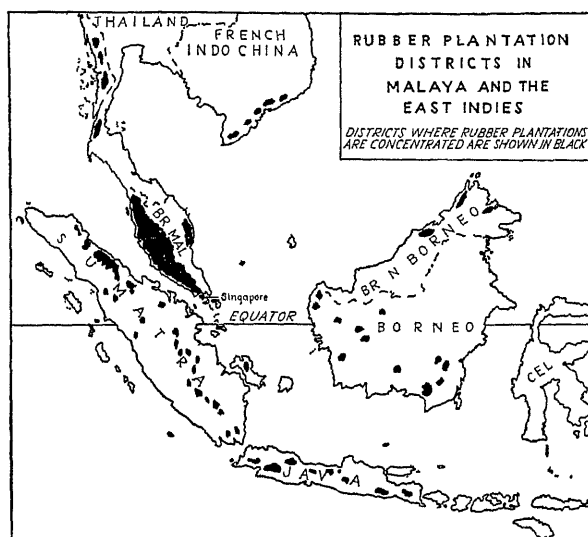 THAILAND
FRENCH
INDO CHINA
RUBBER PLANTATION
DISTRICTS IN
MALAYA AND THE
EAST INDIES
DISTRICTS WHERE RUBBER PLANTATIONS
ARE CONCENTRATED ARE SHOWN IN BLACK
BR. MAL.
SUMATRA
Singapore
EQUATOR
BR N BORNEO
BORNEO
CEL
JAVA